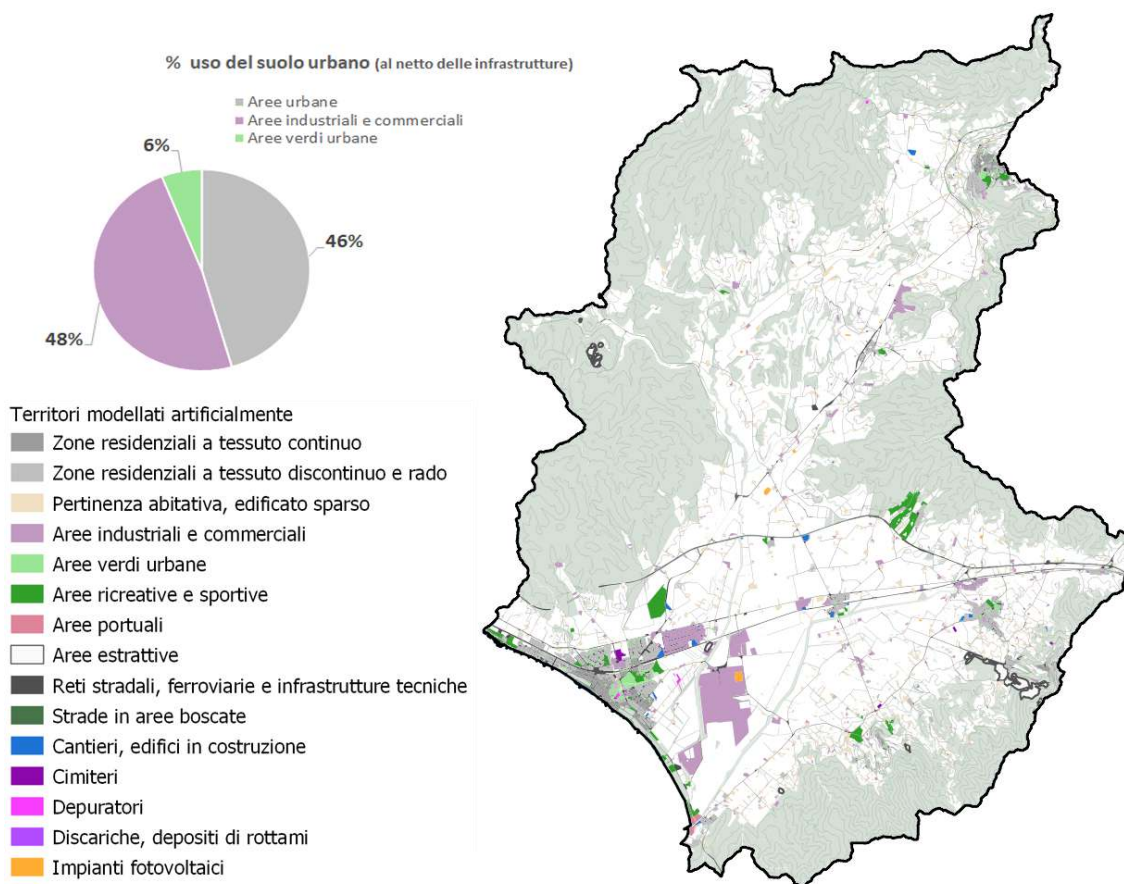 % uso del suolo urbano (al netto delle infrastrutture)
Aree urbane
Aree industriali e commerciali
Aree verdi urbane
6%
46%
48%
Territori modellati artificialmente
Zone residenziali a tessuto continuo
Zone residenziali a tessuto discontinuo e rado
Pertinenza abitativa, edificato sparso
Aree industriali e commerciali
Aree verdi urbane
Aree ricreative e sportive
Aree portuali
Aree estrattive
Reti stradali, ferroviarie e infrastrutture tecniche
Strade in aree boscate
Cantieri, edifici in costruzione
Cimiteri
Depuratori
Discariche, depositi di rottami
Impianti fotovoltaici